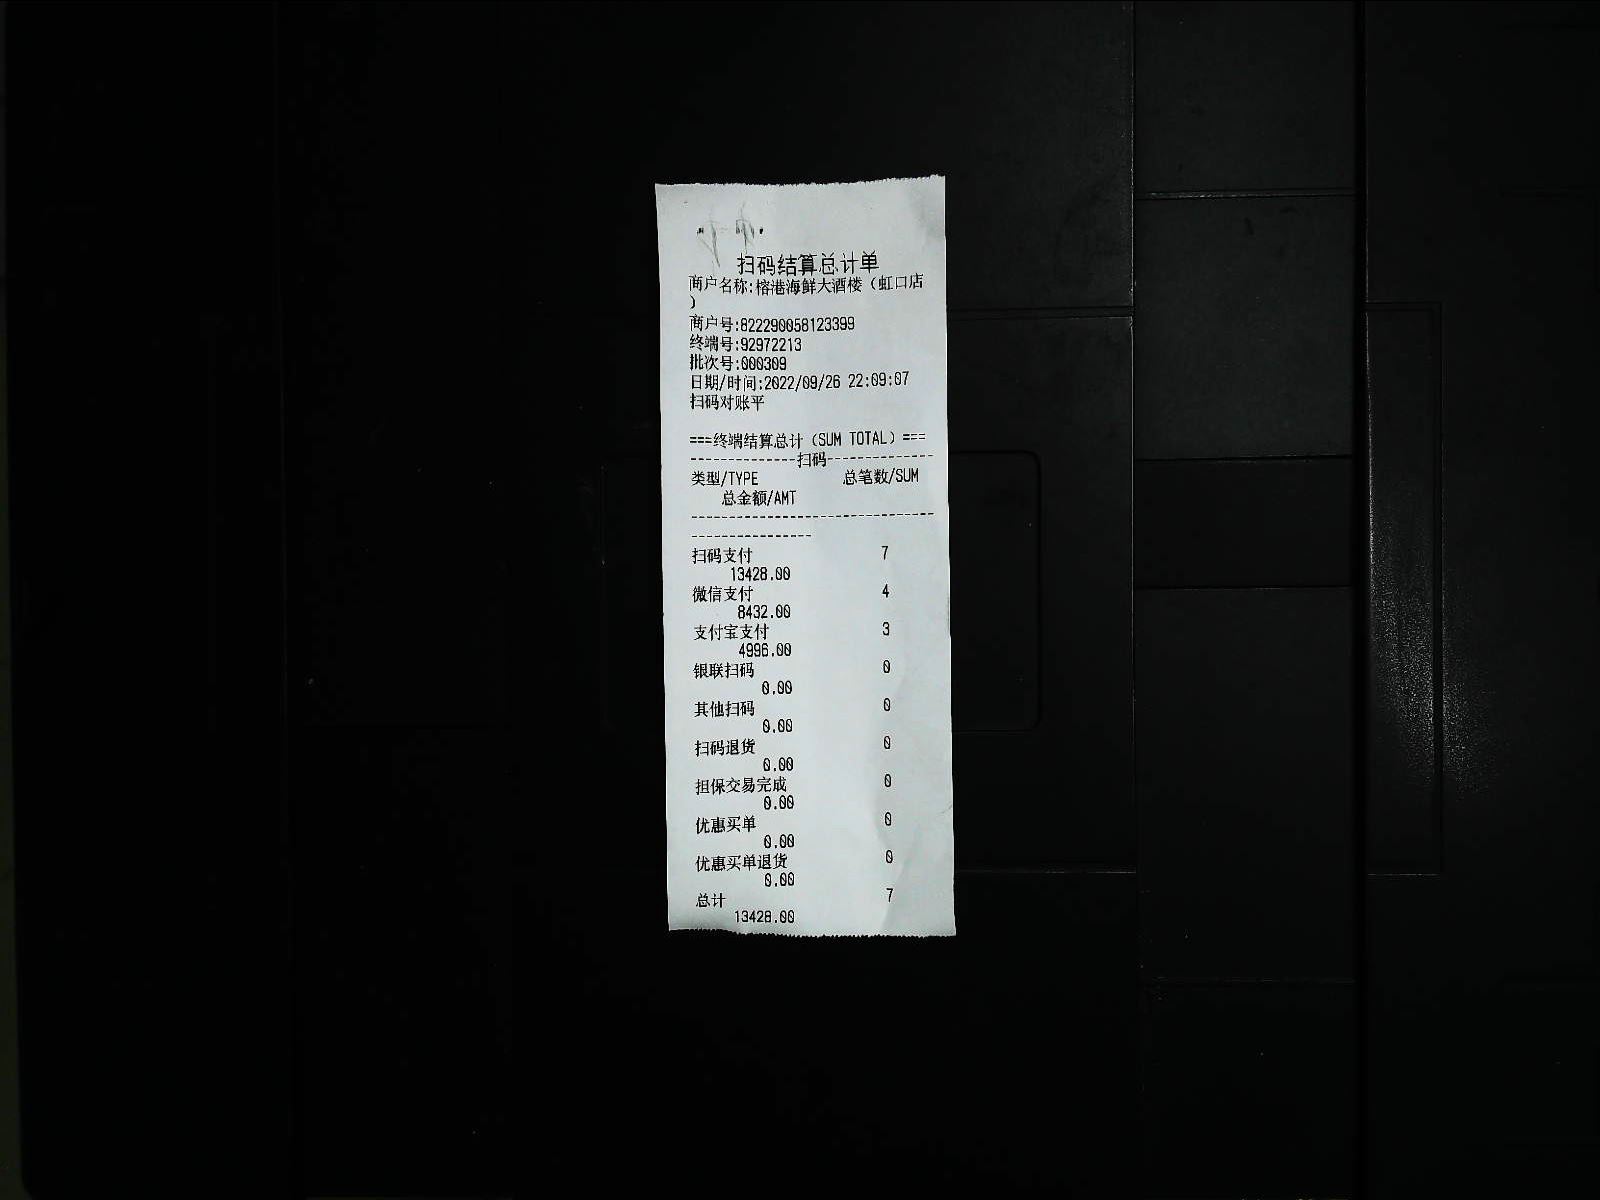 扫码结算总计单
商户名称:榕港海鲜大酒楼（虹口店
）
商户号:822290058123399
终端号:92972213
批次号:000309
日期/时间:2022/09/26 22:09:07
扫码对账平
===终端结算总计（SUM TOTAL）===
--------------扫码--------------
类型/TYPE 总笔数/SUM
总金额/AMT
--------------------------------
----------------
扫码支付 7
13428.00
微信支付 4
8432.00
支付宝支付 3
4996.00
银联扫码 0
0.00
其他扫码 0
0.00
扫码退货 0
0.00
担保交易完成 0
0.00
优惠买单 0
0.00
优惠买单退货 0
0.00
总计 7
13428.00